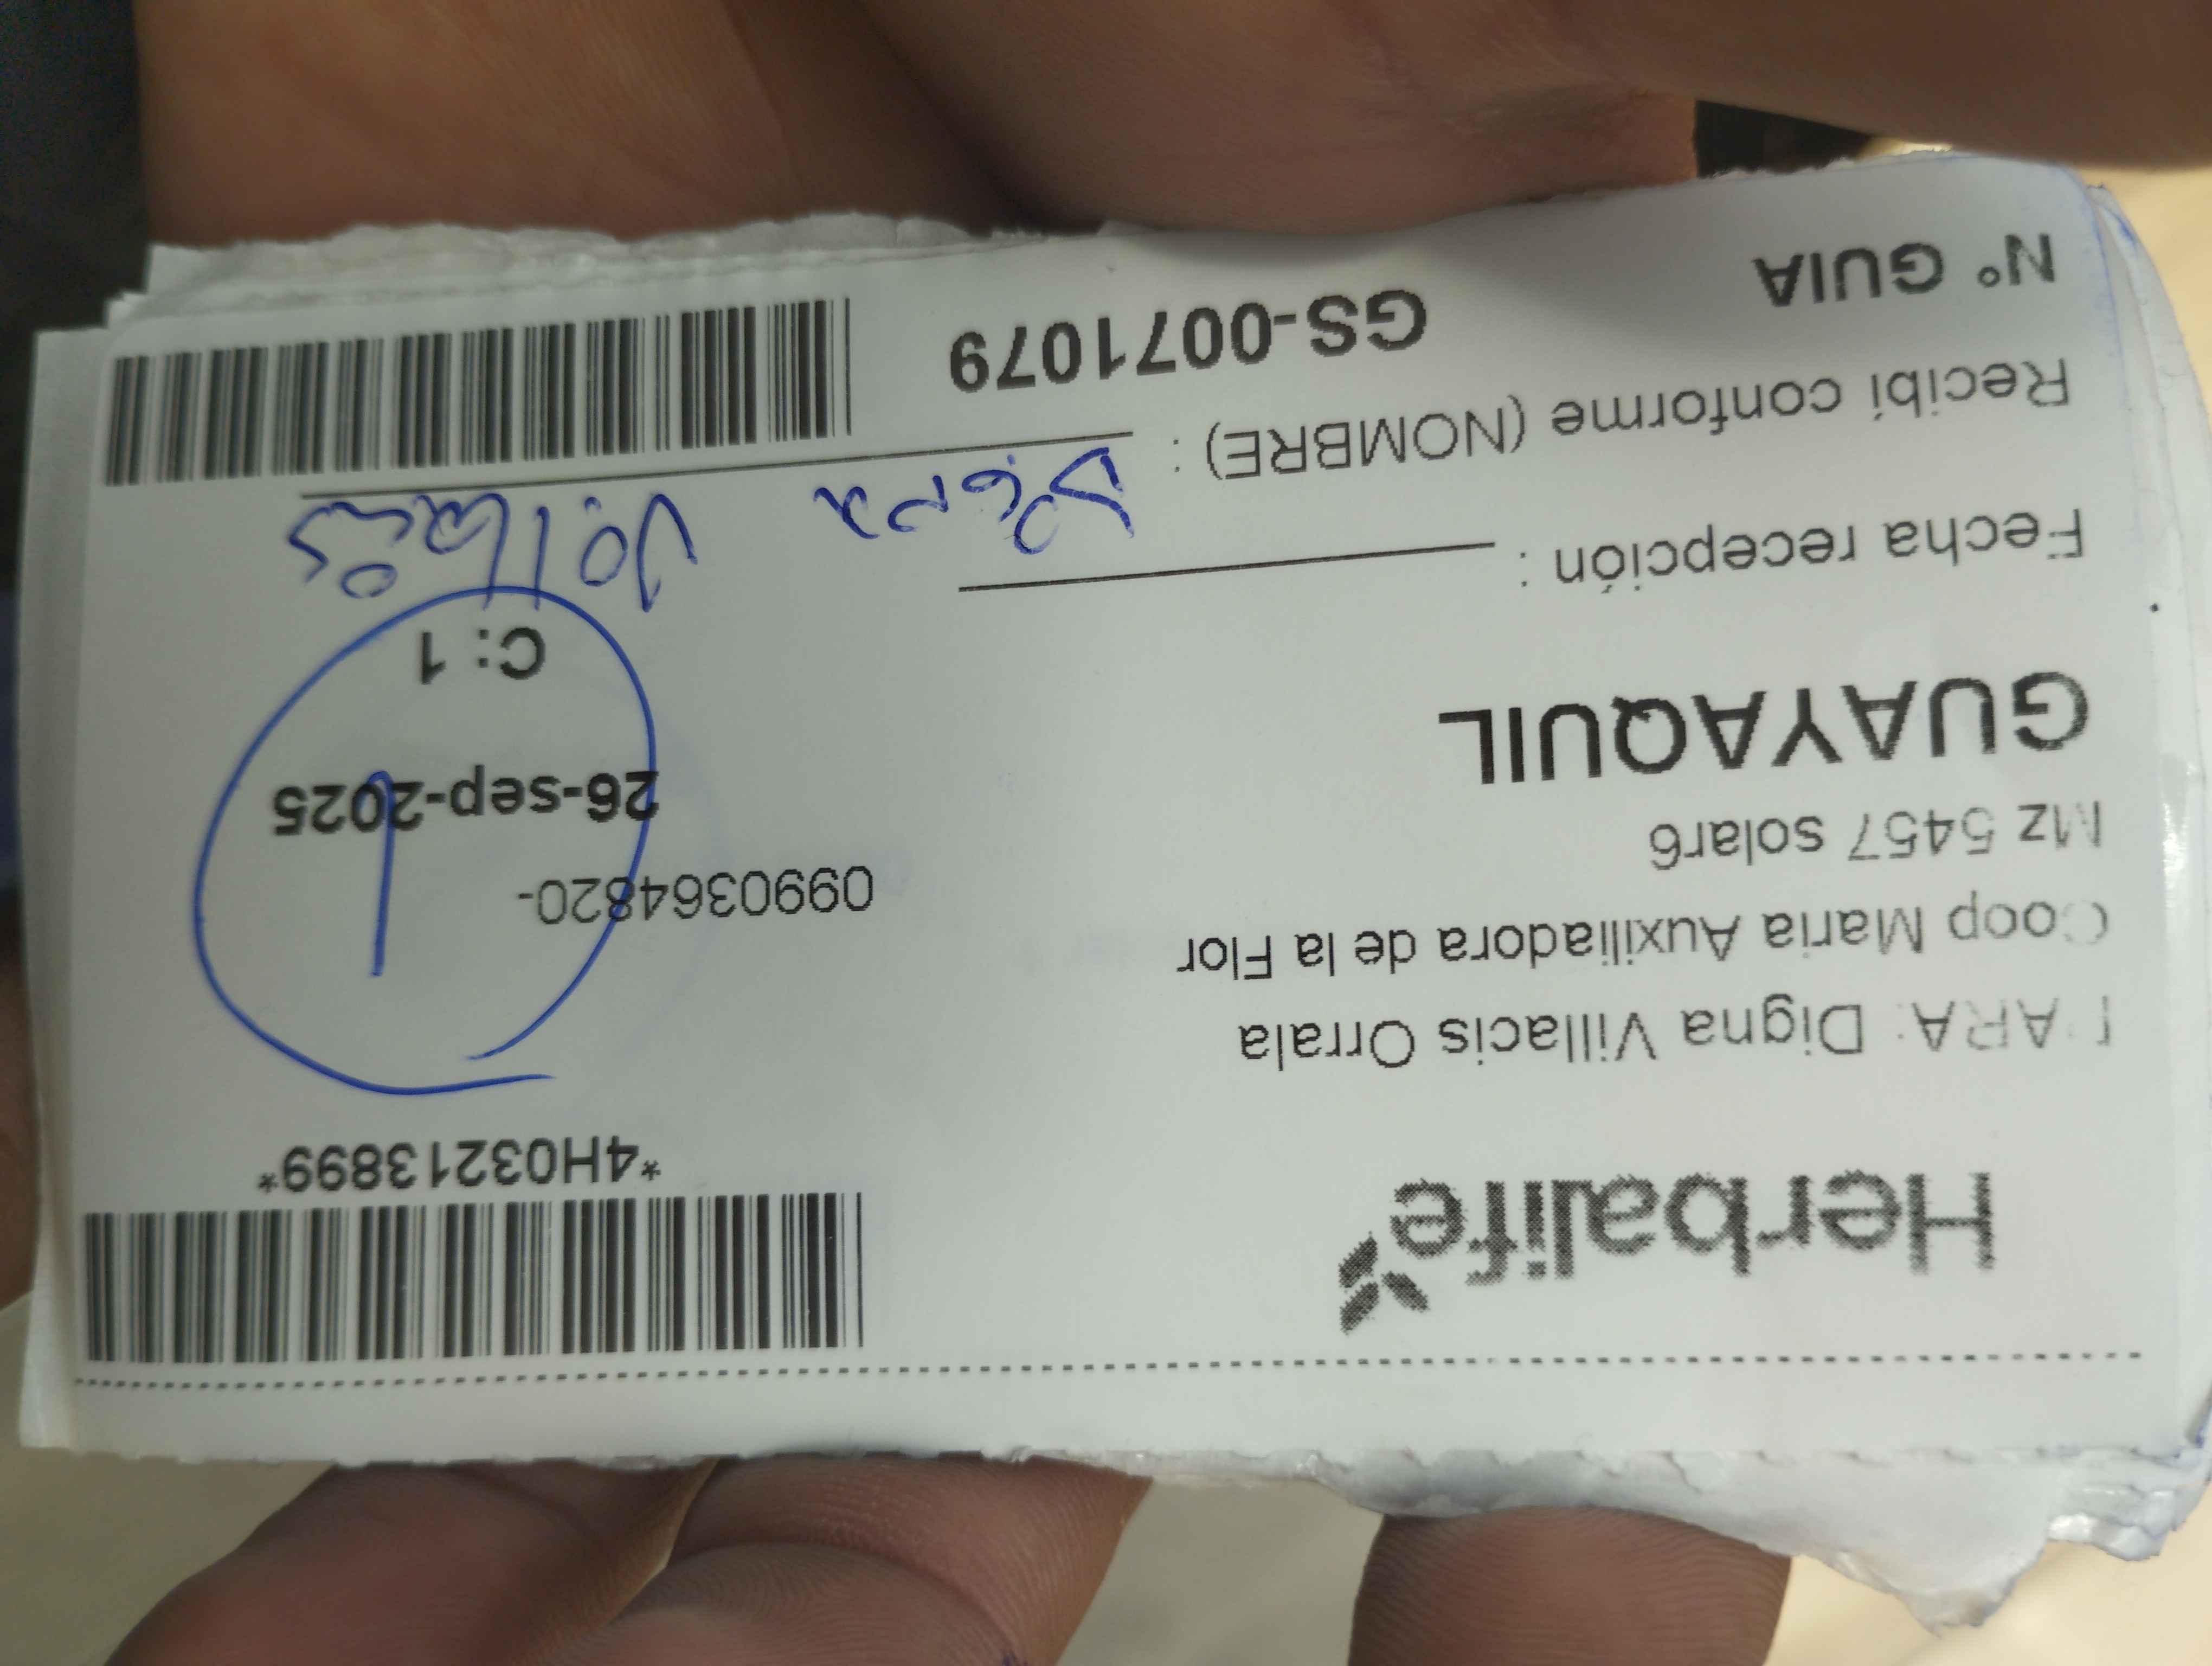 Herbalife
*4H03213899*
PARA: Digna Villacis Orrala
Coop Maria Auxiliadora de la Flor
Mz 5457 solar6
0990364820-
GUAYAQUIL
26-sep-2025
1
C: 1
Fecha recepción :
Recibi conforme (NOMBRE) :
N° GUIA
GS-0071079